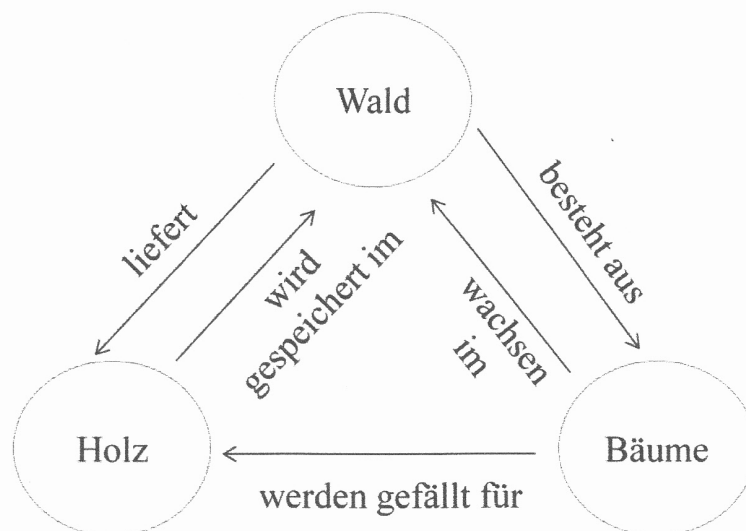 Wald
liefert
wird
gespeichert im
wachsen
im
besteht aus
Holz
Bäume
werden gefällt für